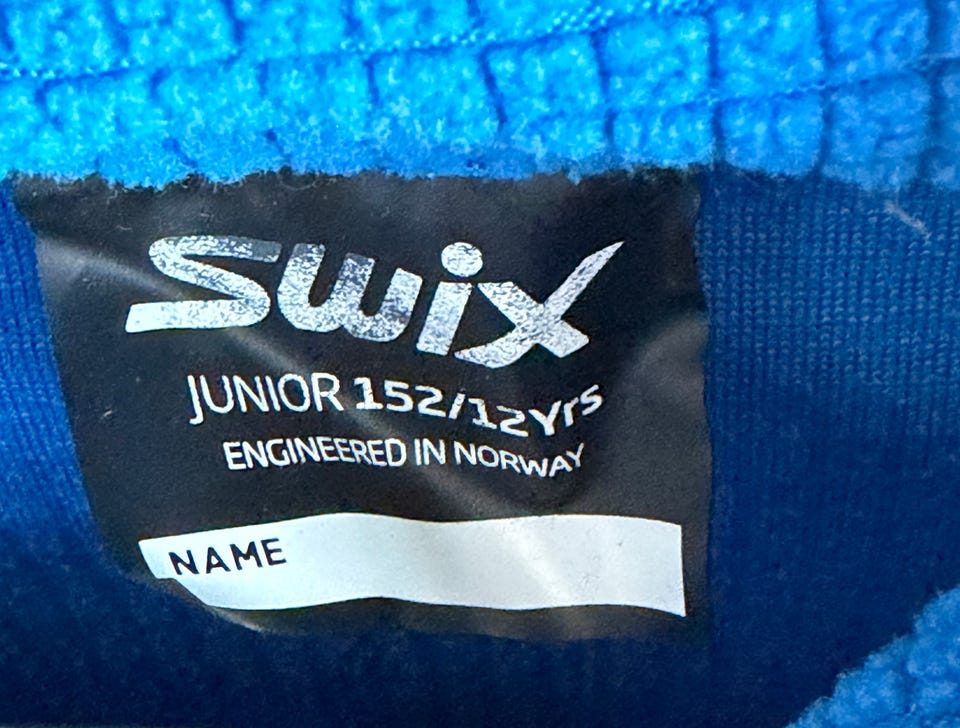 swix
JUNIOR 152/12Yrs
ENGINEERED IN NORWAY
NAME